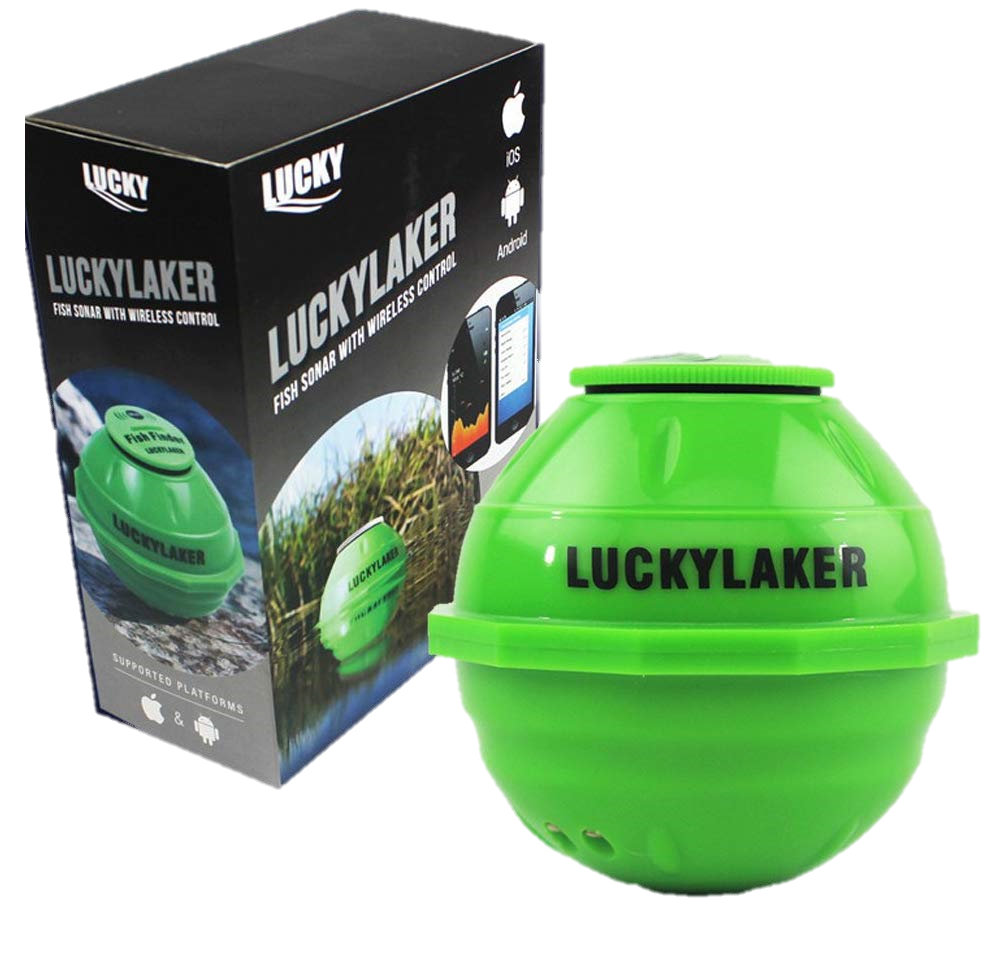 LUCKY
LUCKYLAKER
FISH SONAR WITH WIRELESS CONTROL
Fish Finder
LUCKYLAKER
LUCKYLAKER
SUPPORTED PLATFORMS
&
LUCKY
LUCKYLAKER
FISH SONAR WITH WIRELESS CONTROL
iOS
Android
LUCKYLAKER
LUCKYLAKER